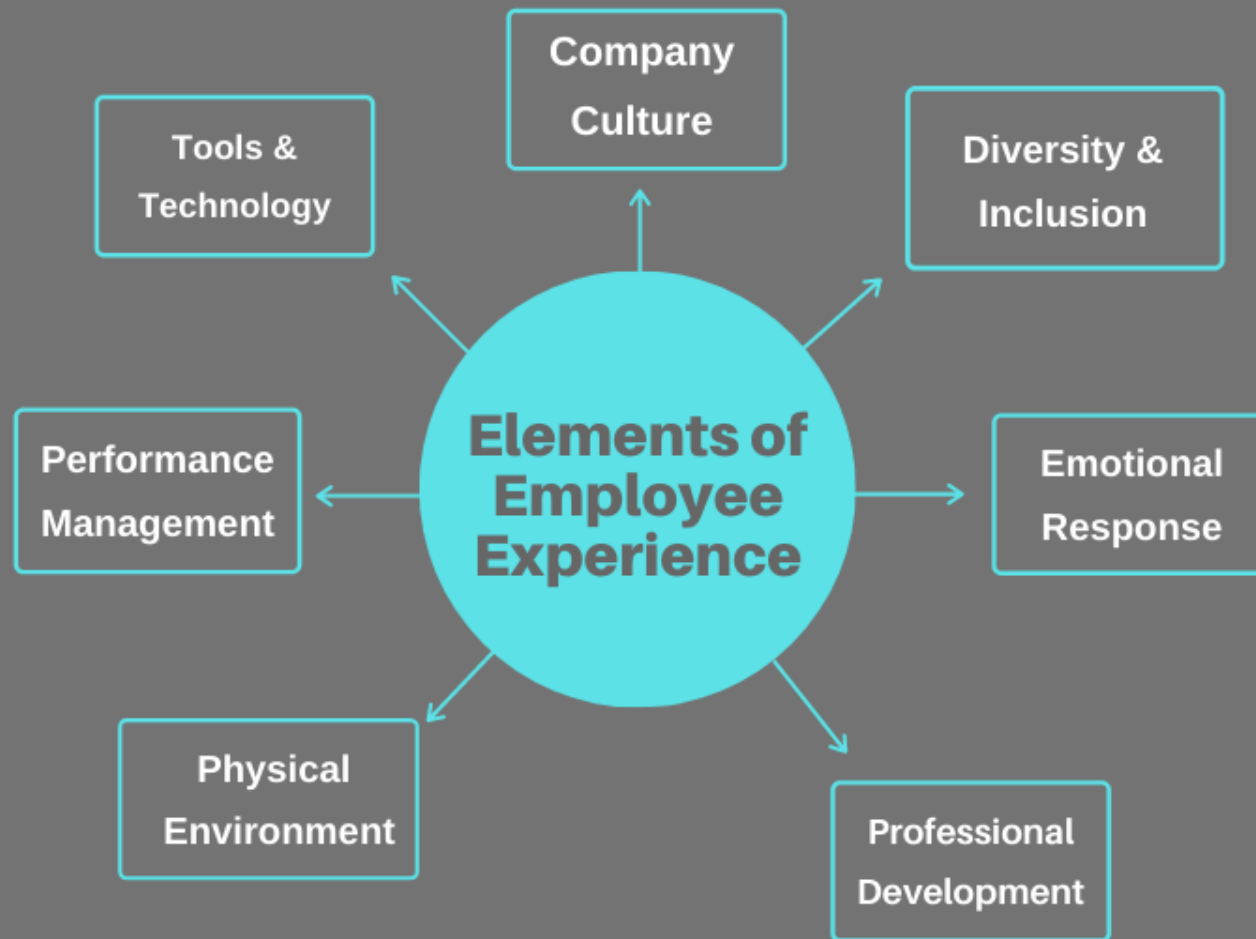 Company
Culture
Tools &
Technology
Diversity &
Inclusion
Elements of
Employee
Experience
Performance
Management
Emotional
Response
Physical
Environment
Professional
Development